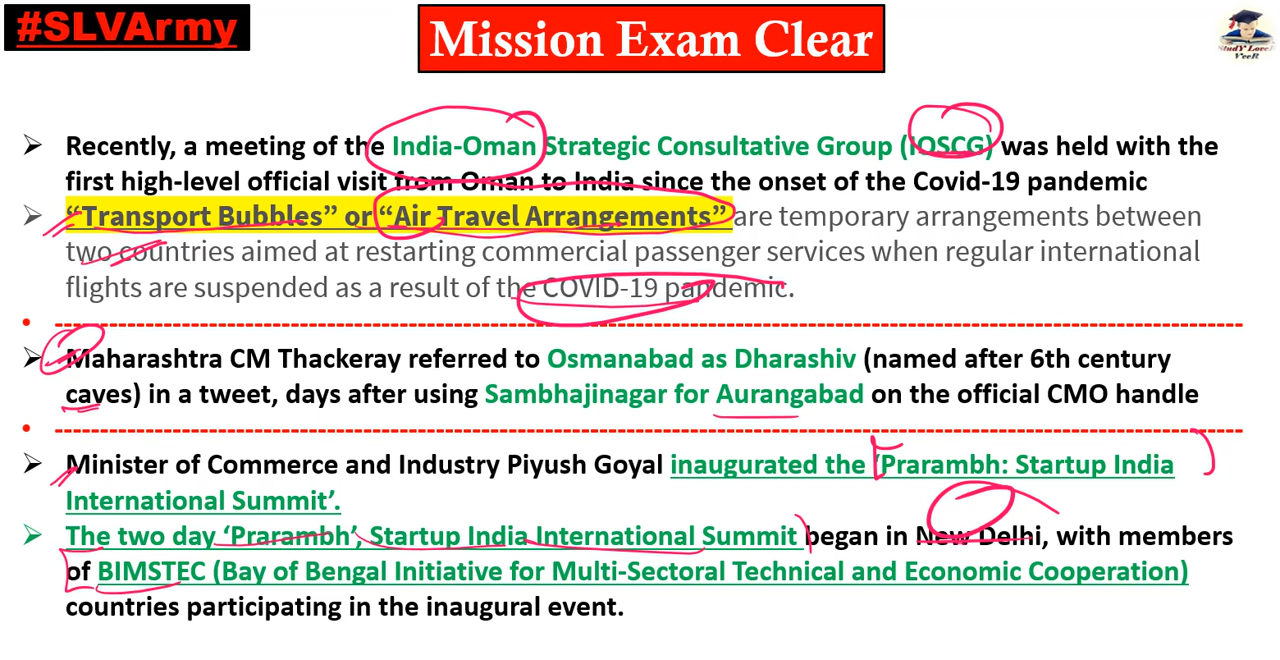 #SLVArmy
Mission Exam Clear
StudY LoveR
VeeR
Recently, a meeting of the India-Oman Strategic Consultative Group (IOSCG) was held with the
first high-level official visit from Oman to India since the onset of the Covid-19 pandemic
“Transport Bubbles” or “Air Travel Arrangements” are temporary arrangements between
two countries aimed at restarting commercial passenger services when regular international
flights are suspended as a result of the COVID-19 pandemic.
Maharashtra CM Thackeray referred to Osmanabad as Dharashiv (named after 6th century
caves) in a tweet, days after using Sambhajinagar for Aurangabad on the official CMO handle
Minister of Commerce and Industry Piyush Goyal inaugurated the ‘Prarambh: Startup India
International Summit’.
The two day ‘Prarambh’, Startup India International Summit began in New Delhi, with members
of BIMSTEC (Bay of Bengal Initiative for Multi-Sectoral Technical and Economic Cooperation)
countries participating in the inaugural event.